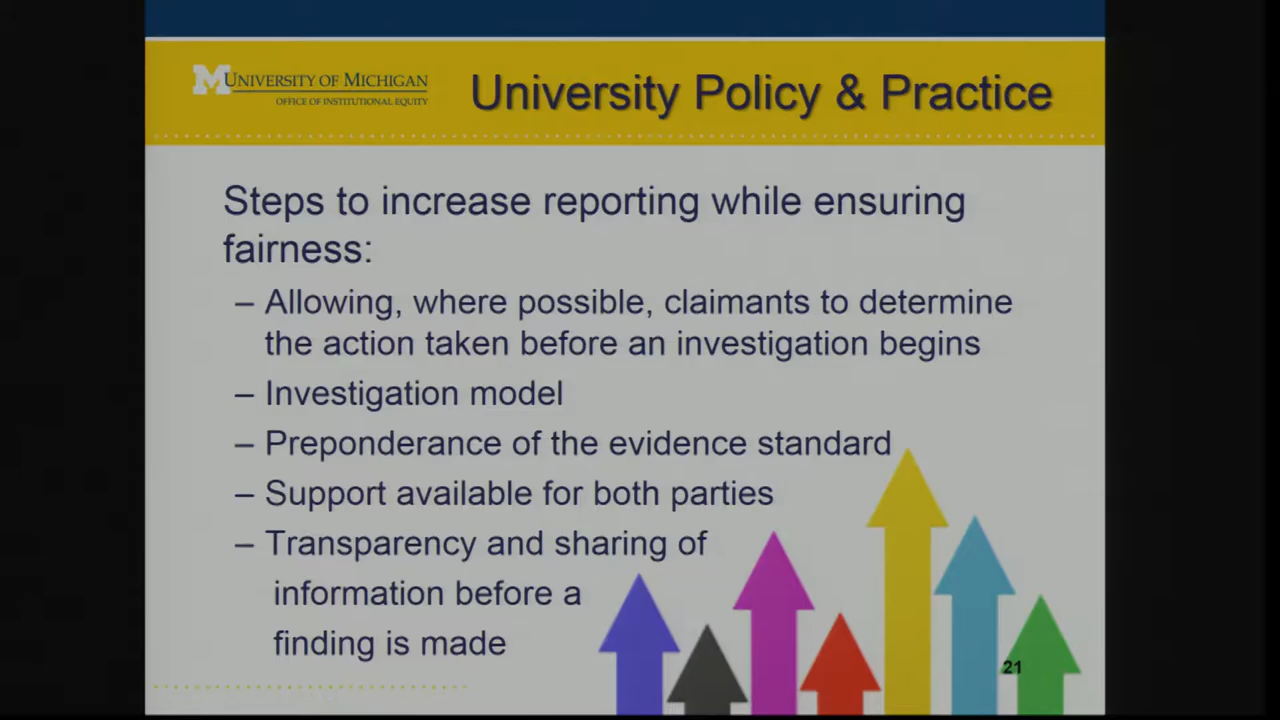 UNIVERSITY OF MICHIGAN
OFFICE OF INSTITUTIONAL EQUITY
University Policy & Practice
Steps to increase reporting while ensuring
fairness:
– Allowing, where possible, claimants to determine
the action taken before an investigation begins
– Investigation model
– Preponderance of the evidence standard
– Support available for both parties
– Transparency and sharing of
information before a
finding is made
21